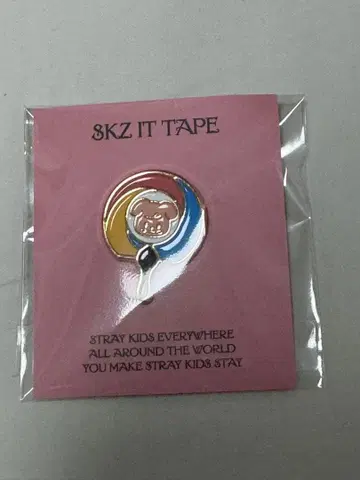 SKZ IT TAPE
STRAY KIDS EVERYWHERE
ALL AROUND THE WORLD
YOU MAKE STRAY KIDS STAY